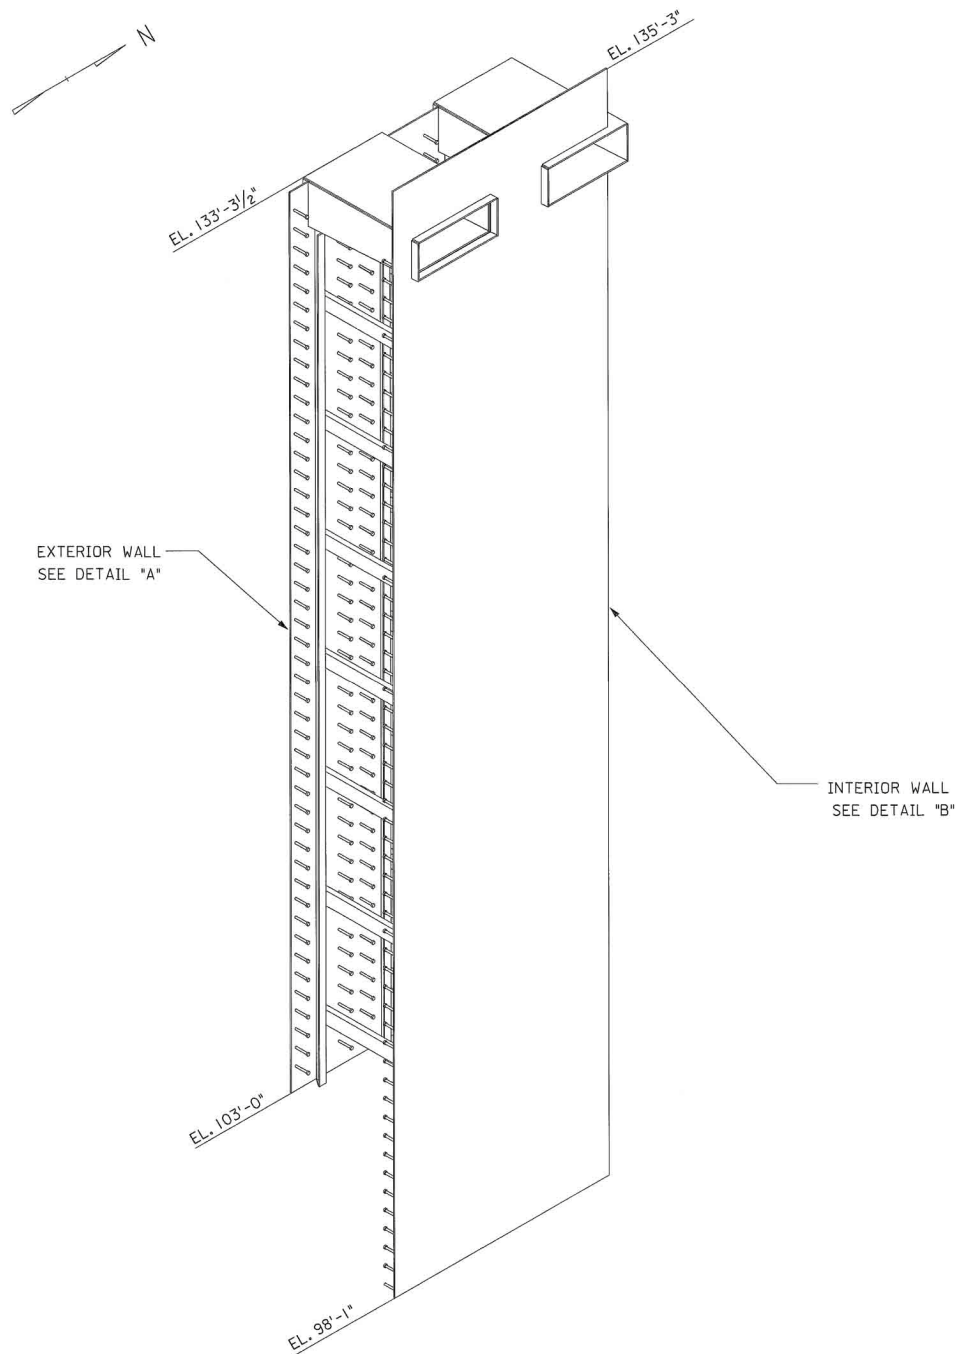 N
EL. 135'-3"
EL. 133'-3½"
EXTERIOR WALL
SEE DETAIL "A"
INTERIOR WALL
SEE DETAIL "B"
EL. 103'-0"
EL. 98'-1"